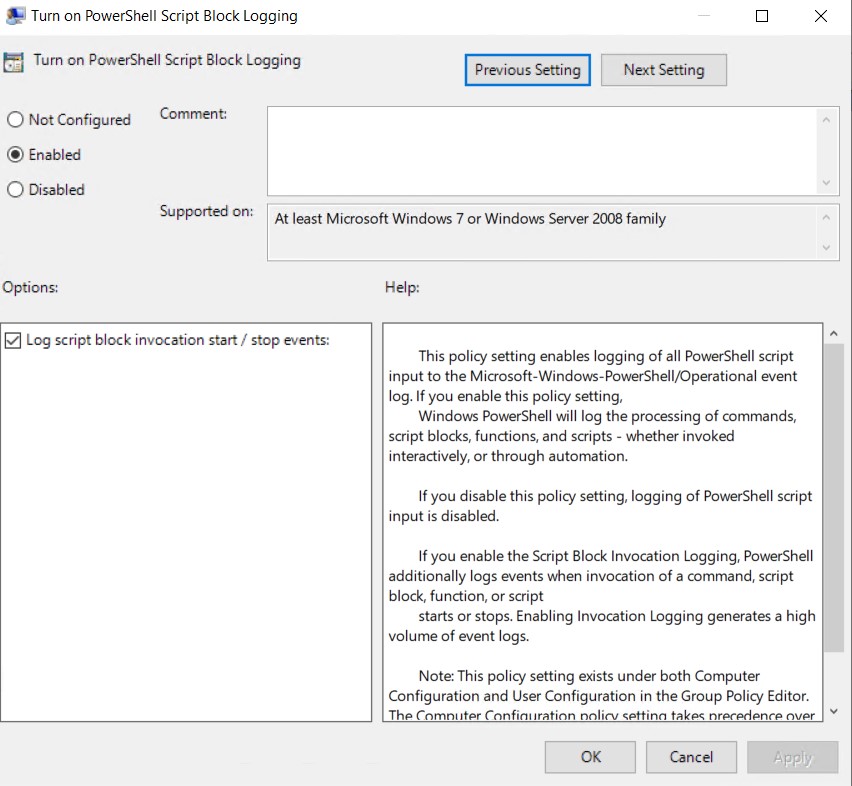 Turn on PowerShell Script Block Logging
Turn on PowerShell Script Block Logging
Previous Setting
Next Setting
Not Configured
Enabled
Disabled
Comment:
Supported on:
At least Microsoft Windows 7 or Windows Server 2008 family
Options:
Help:
Log script block invocation start / stop events:
This policy setting enables logging of all PowerShell script
input to the Microsoft-Windows-PowerShell/Operational event
log. If you enable this policy setting,
Windows PowerShell will log the processing of commands,
script blocks, functions, and scripts - whether invoked
interactively, or through automation.
If you disable this policy setting, logging of PowerShell script
input is disabled.
If you enable the Script Block Invocation Logging, PowerShell
additionally logs events when invocation of a command, script
block, function, or script
starts or stops. Enabling Invocation Logging generates a high
volume of event logs.
Note: This policy setting exists under both Computer
Configuration and User Configuration in the Group Policy Editor.
The Computer Configuration policy setting takes precedence over
OK
Cancel
Apply